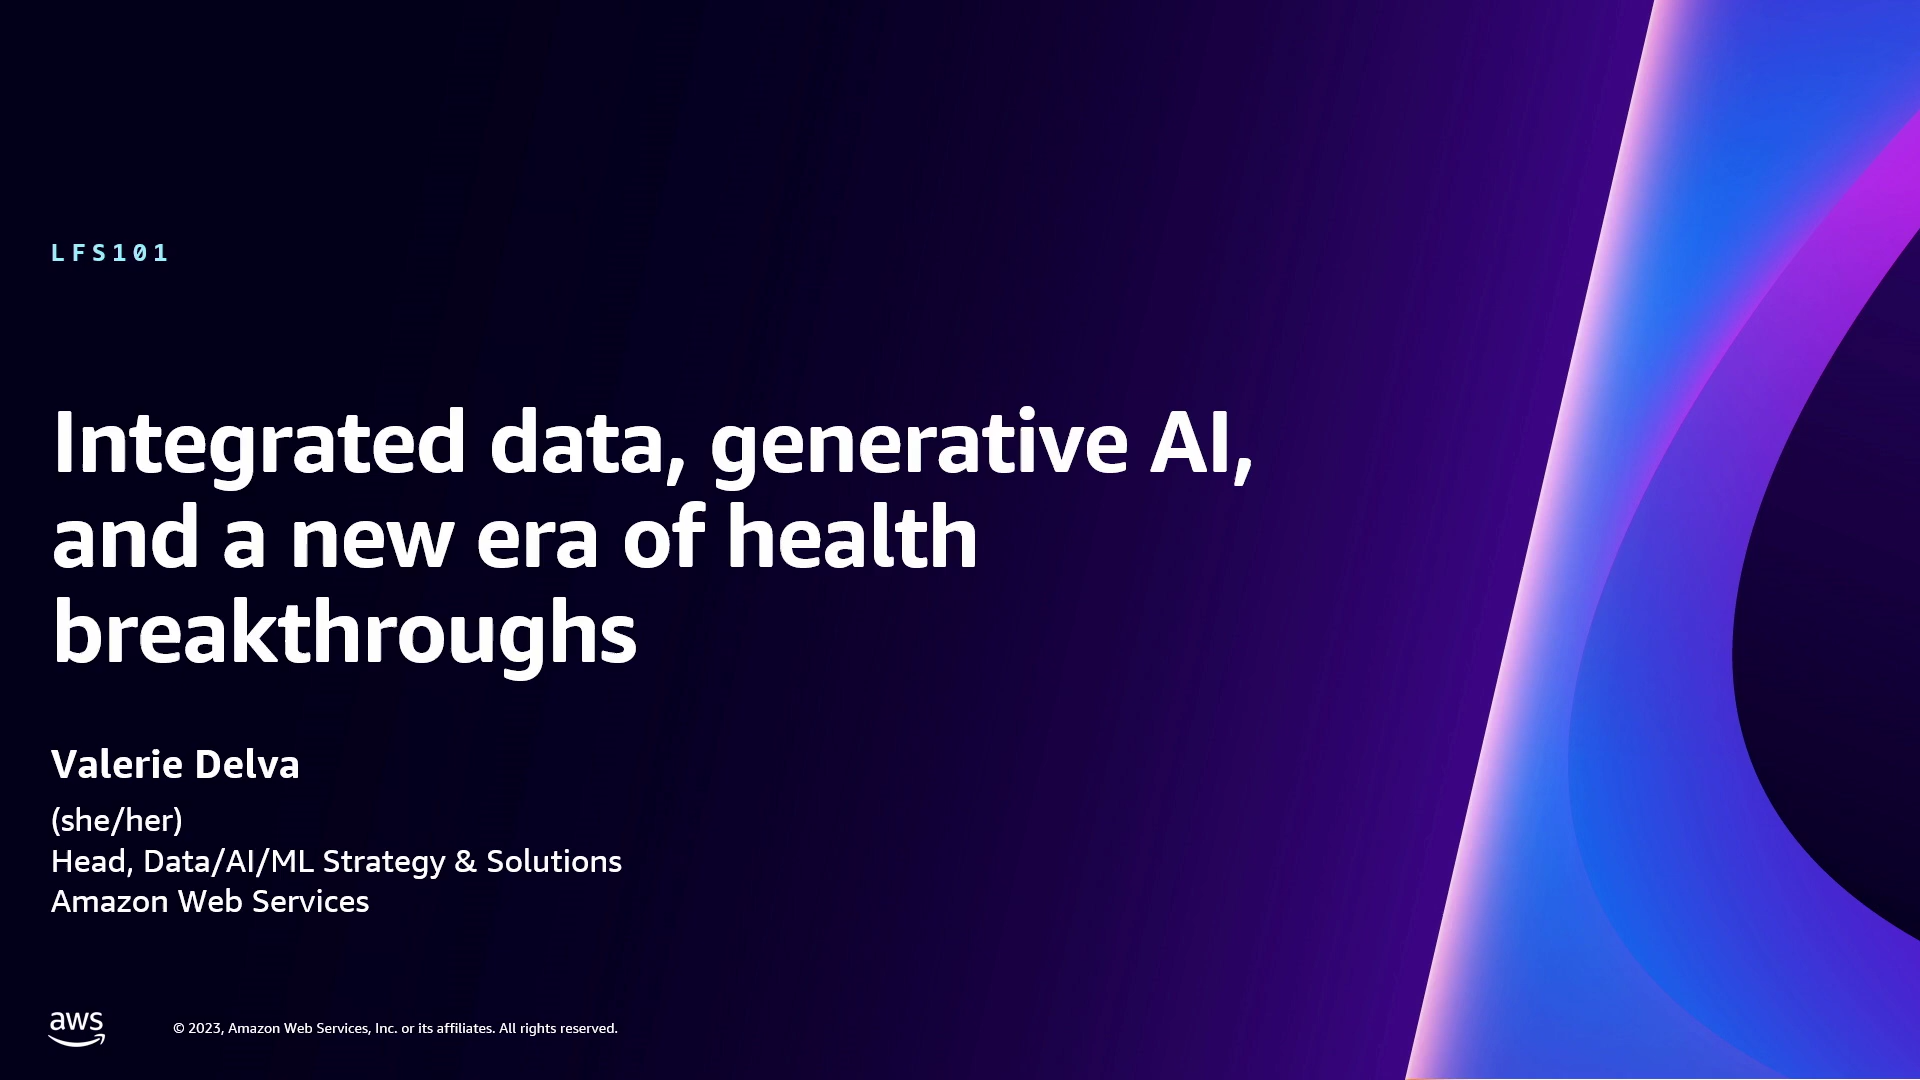 LFS101
Integrated data, generative AI,
and a new era of health
breakthroughs
Valerie Delva
(she/her)
Head, Data/AI/ML Strategy & Solutions
Amazon Web Services
aws
© 2023, Amazon Web Services, Inc. or its affiliates. All rights reserved.